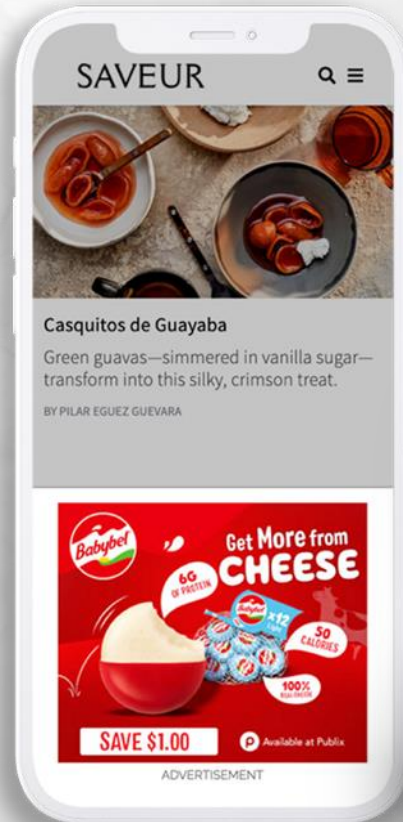 SAVEUR
Casquitos de Guayaba
Green guavas—simmered in vanilla sugar—
transform into this silky, crimson treat.
BY PILAR EGUEZ GUEVARA
Babybel
Get More from
CHEESE
6G
OF PROTEIN
Babybel
x12
Light
50
CALORIES
100%
REAL CHEESE
SAVE $1.00
Available at Publix
ADVERTISEMENT